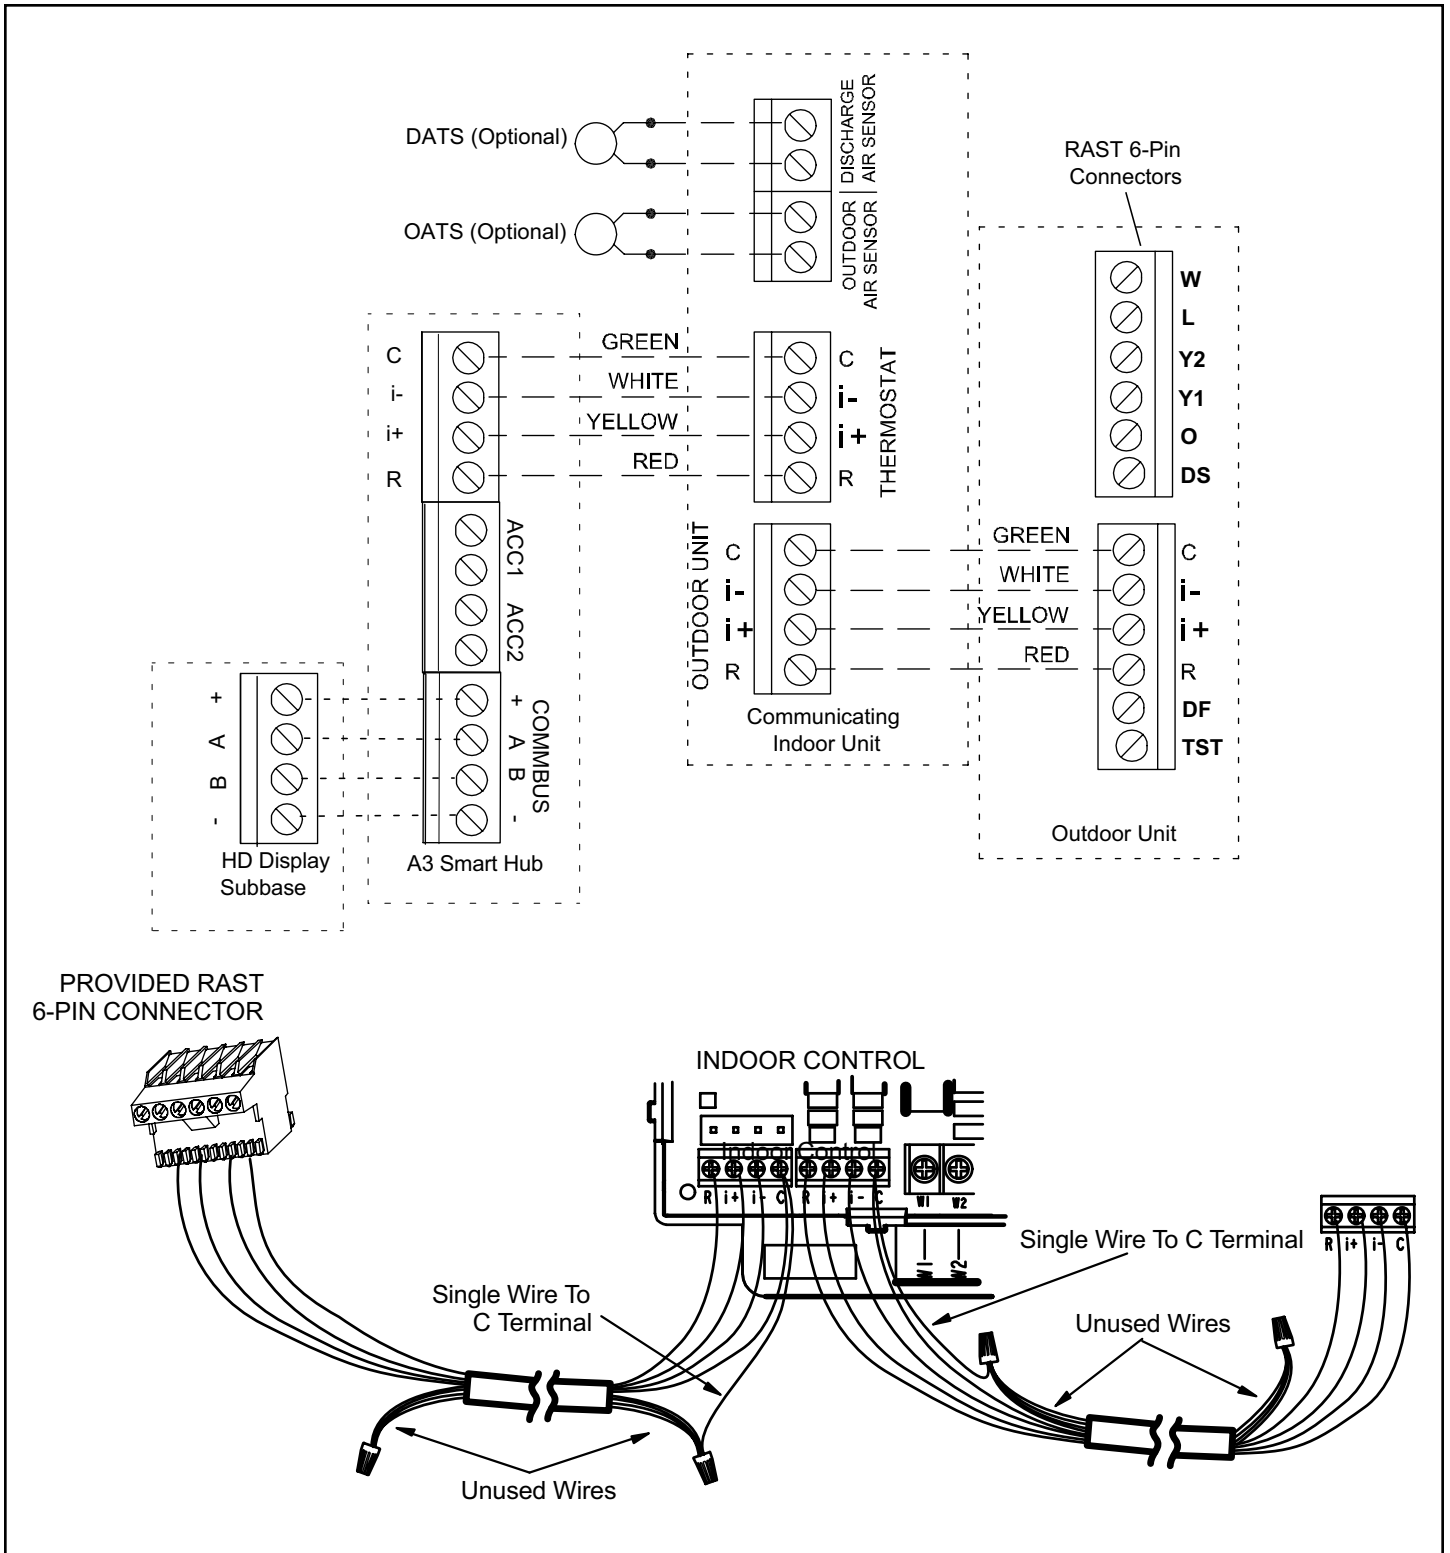 DATS (Optional)
DISCHARGE
AIR SENSOR
OATS (Optional)
OUTDOOR
AIR SENSOR
RAST 6-Pin
Connectors
W
L
Y2
Y1
O
DS
C
i-
i+
R
GREEN
WHITE
YELLOW
RED
C
i-
i+
R
THERMOSTAT
ACC1
ACC2
OUTDOOR UNIT
C
i-
i+
R
GREEN
WHITE
YELLOW
RED
C
i-
i+
R
DF
TST
Communicating
Indoor Unit
Outdoor Unit
+
A
B
-
HD Display
Subbase
+
A
B
-
COMMBUS
A3 Smart Hub
PROVIDED RAST
6-PIN CONNECTOR
INDOOR CONTROL
Indoor Control
R i+ i- C R i+ i- C
W1 W2
W1
W2
R i+ i- C
Single Wire To C Terminal
Single Wire To
C Terminal
Unused Wires
Unused Wires